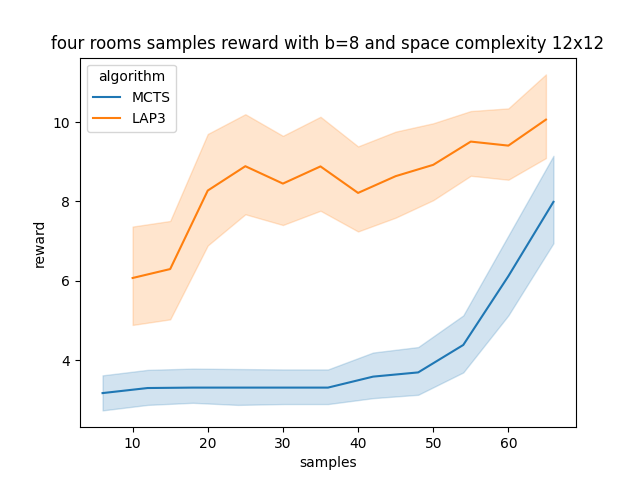 four rooms samples reward with b=8 and space complexity 12x12
algorithm
MCTS
LAP3
10
8
6
4
reward
10 20 30 40 50 60
samples